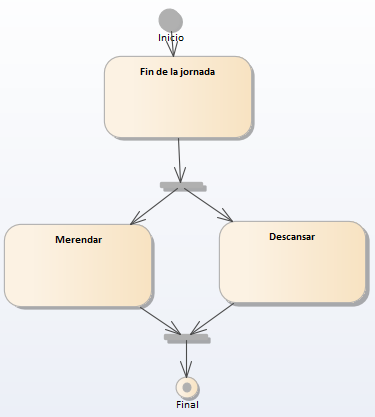 Inicio
Fin de la jornada
Merendar
Descansar
Final